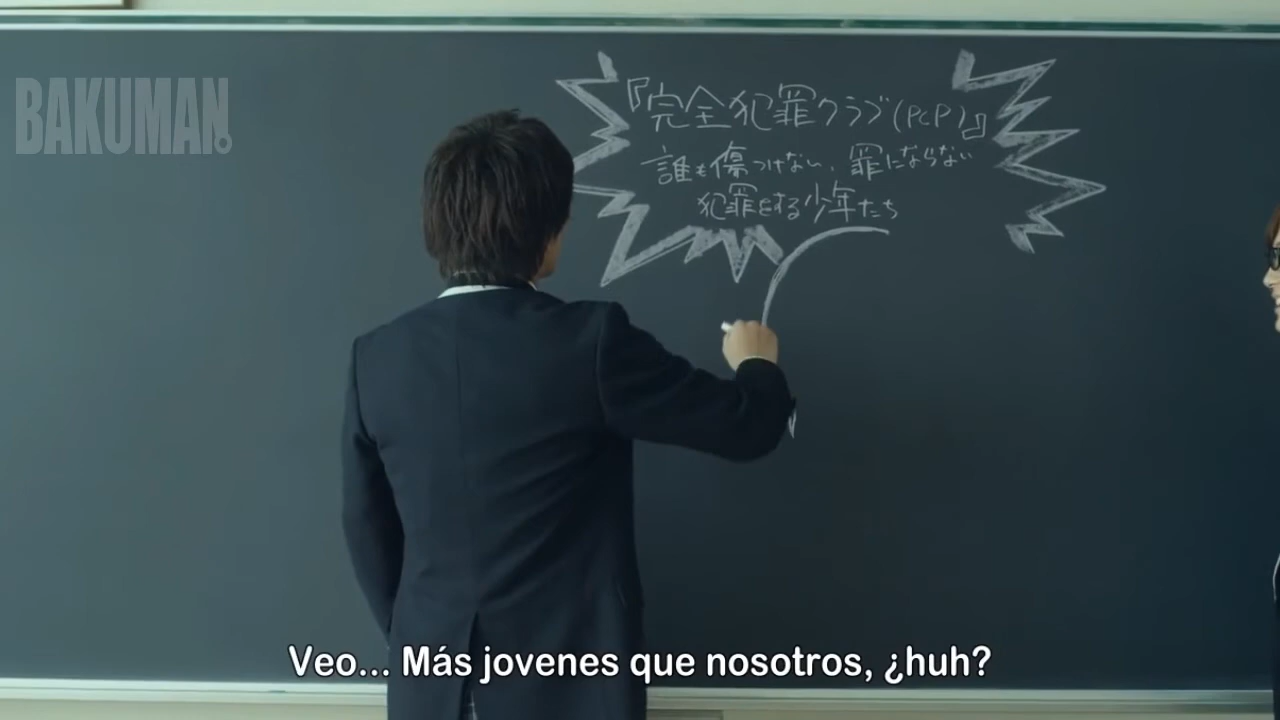 BAKUMAN。
『完全犯罪クラブ(PCP)』
誰も傷つけない、罪にならない
犯罪をする少年たち
Veo... Más jovenes que nosotros, ¿huh?